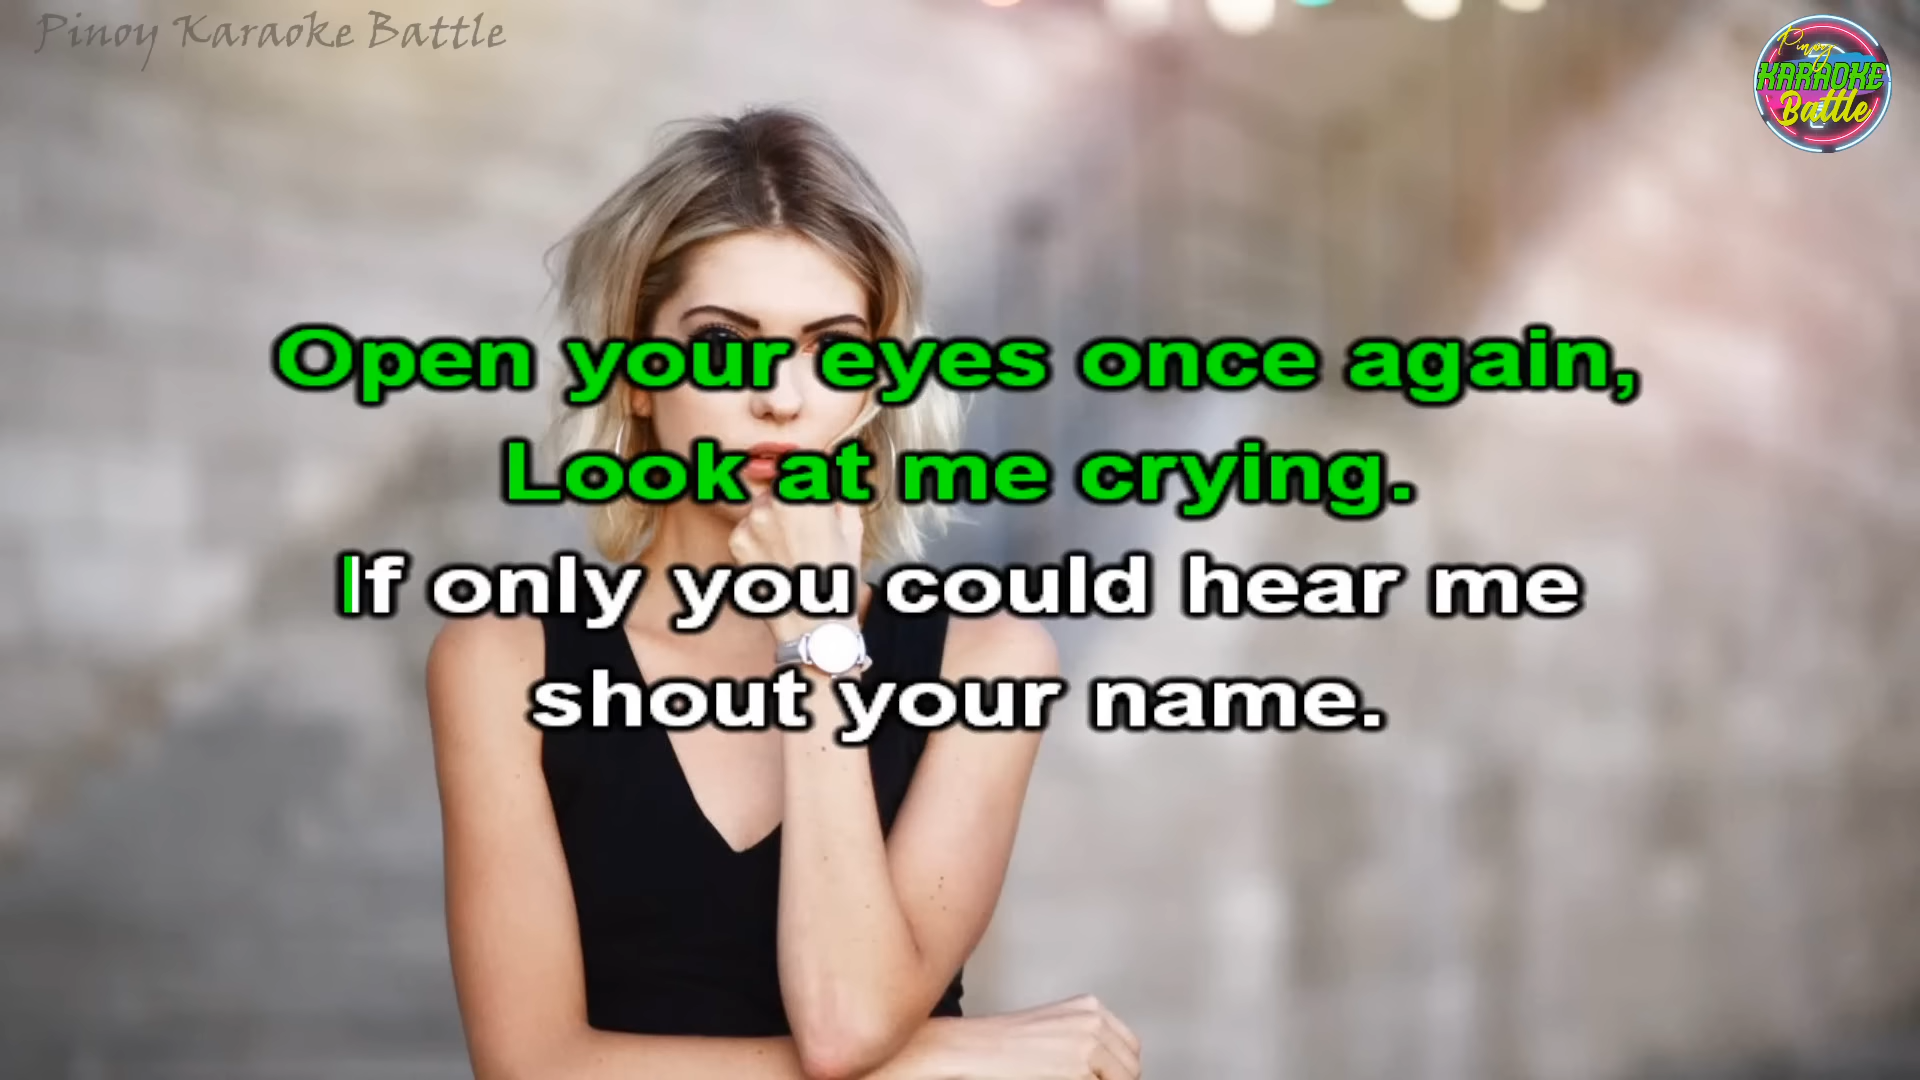 Pinoy Karaoke Battle
Pinoy
KARAOKE
Battle
Open your eyes once again,
Look at me crying.
If only you could hear me
shout your name.